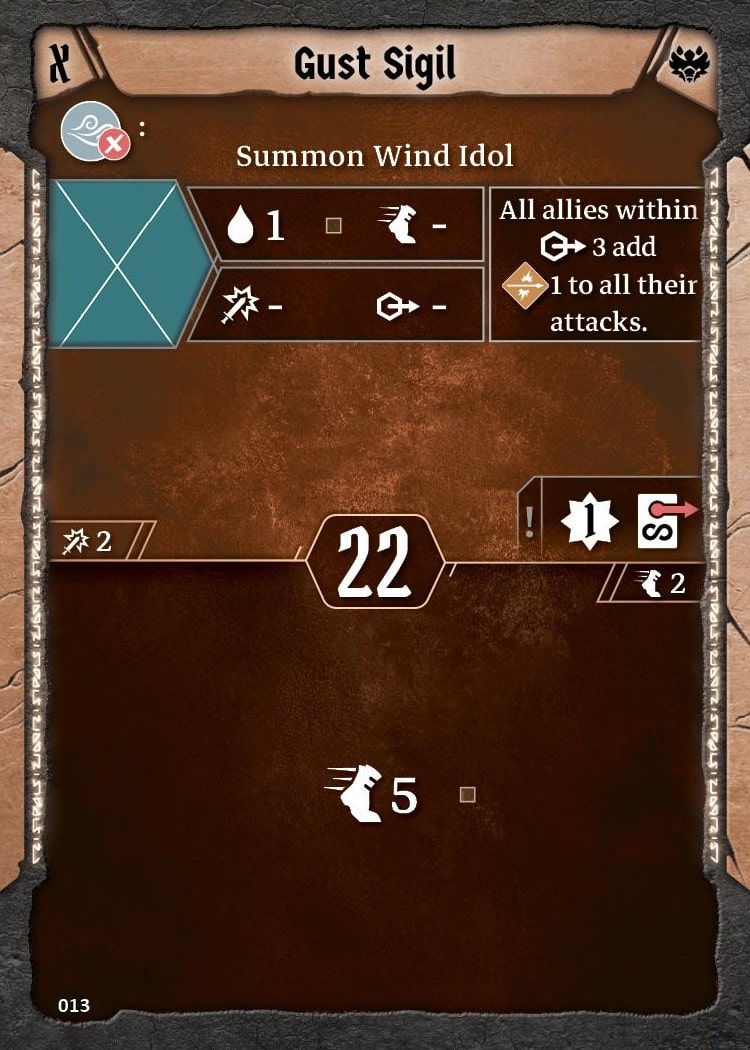 א Gust Sigil
:
Summon Wind Idol
1 –
– –
All allies within
3 add
1 to all their
attacks.
! 1
2
22
2
5
013